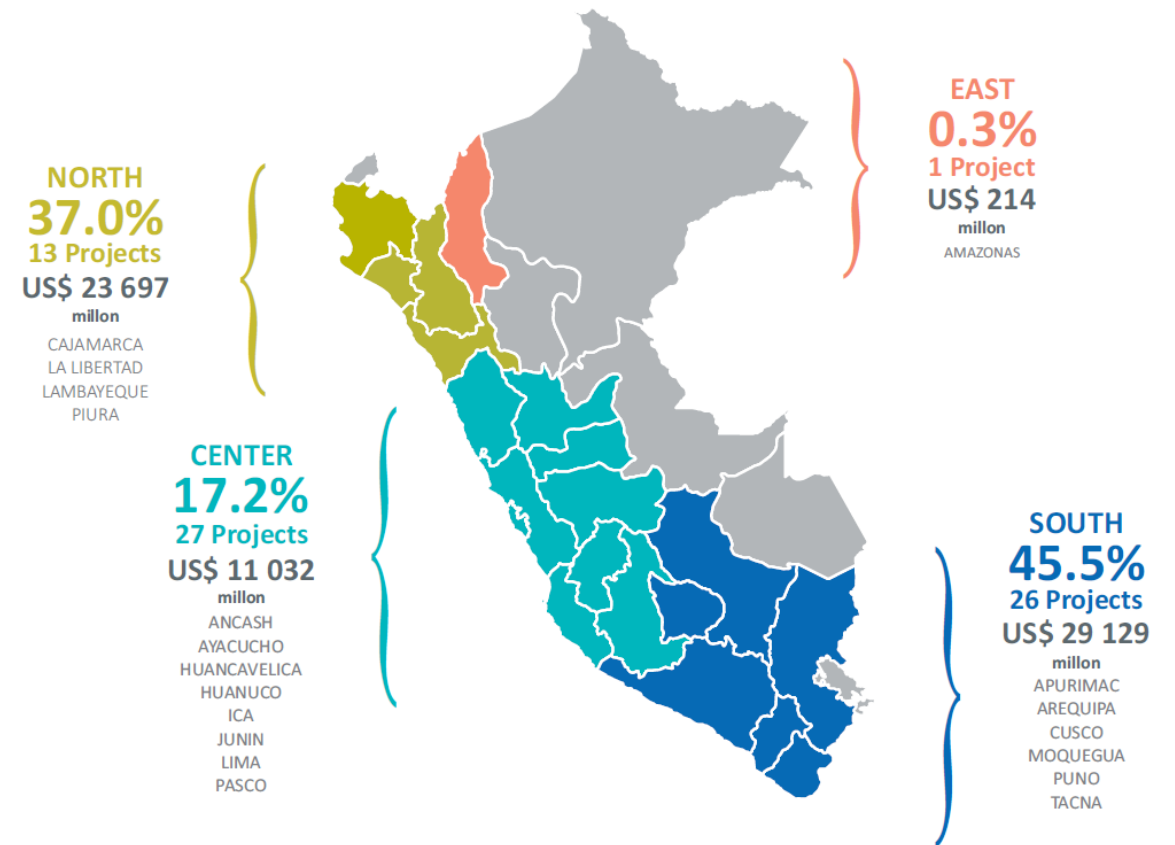 NORTH
37.0%
13 Projects
US$ 23 697
millon
CAJAMARCA
LA LIBERTAD
LAMBAYEQUE
PIURA
CENTER
17.2%
27 Projects
US$ 11 032
millon
ANCASH
AYACUCHO
HUANCAVELICA
HUANUCO
ICA
JUNIN
LIMA
PASCO
EAST
0.3%
1 Project
US$ 214
millon
AMAZONAS
SOUTH
45.5%
26 Projects
US$ 29 129
millon
APURIMAC
AREQUIPA
CUSCO
MOQUEGUA
PUNO
TACNA